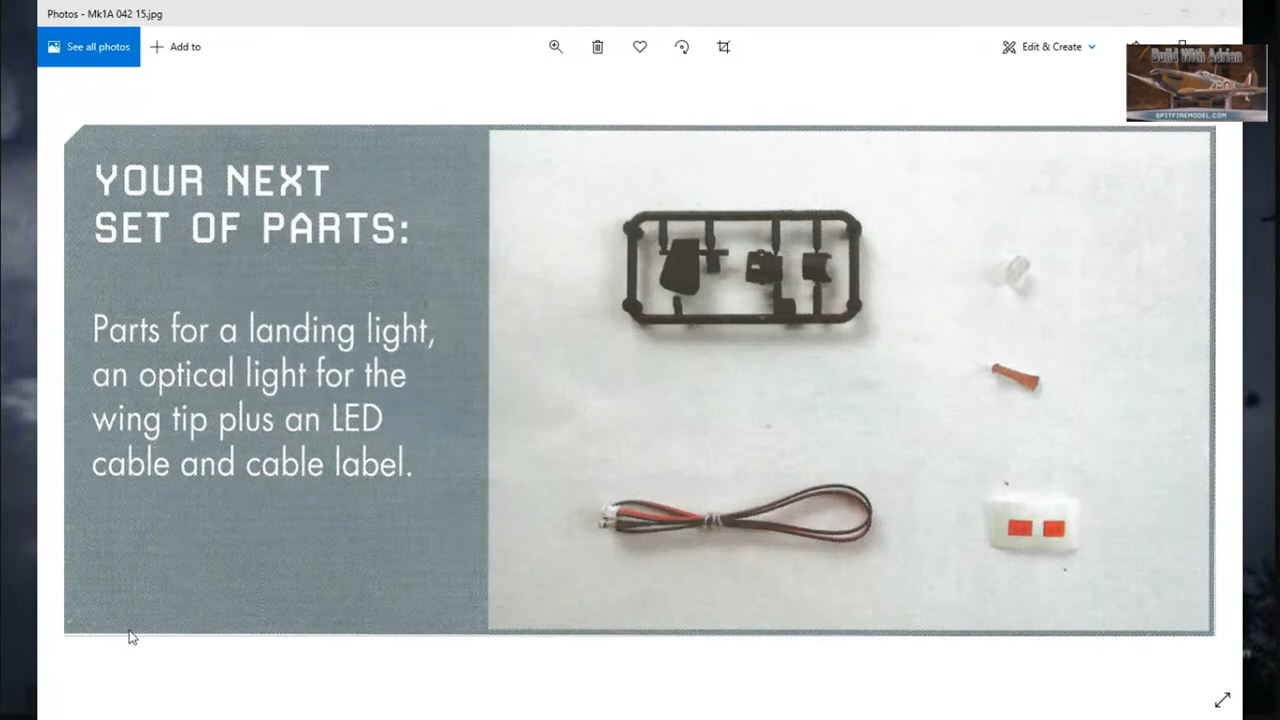 Photos - Mk1A 042 15.jpg
See all photos
Add to
Edit & Create
Build With Adrian
SPITFIREMODEL.COM
YOUR NEXT
SET OF PARTS:
Parts for a landing light,
an optical light for the
wing tip plus an LED
cable and cable label.